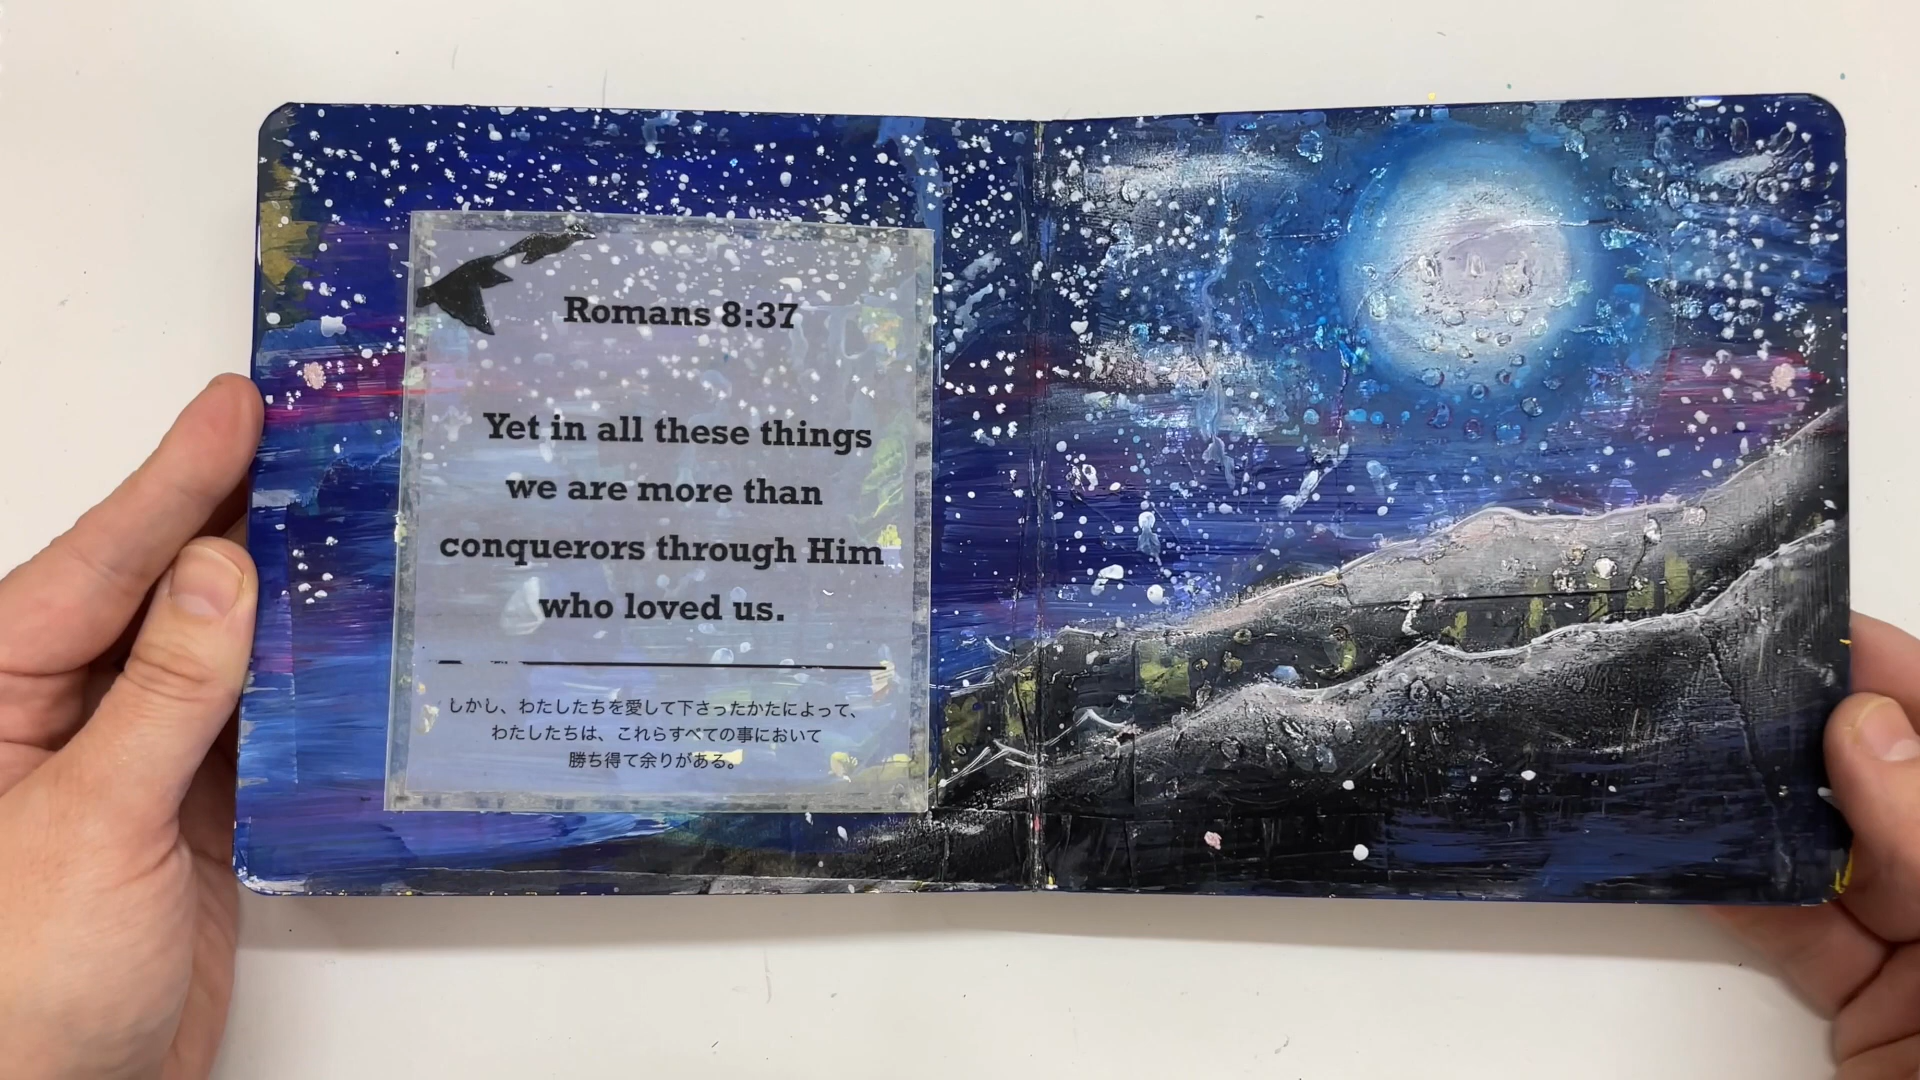 Romans 8:37
Yet in all these things
we are more than
conquerors through Him
who loved us.
しかし、わたしたちを愛して下さったかたによって、
わたしたちは、これらすべての事において
勝ち得て余りがある。